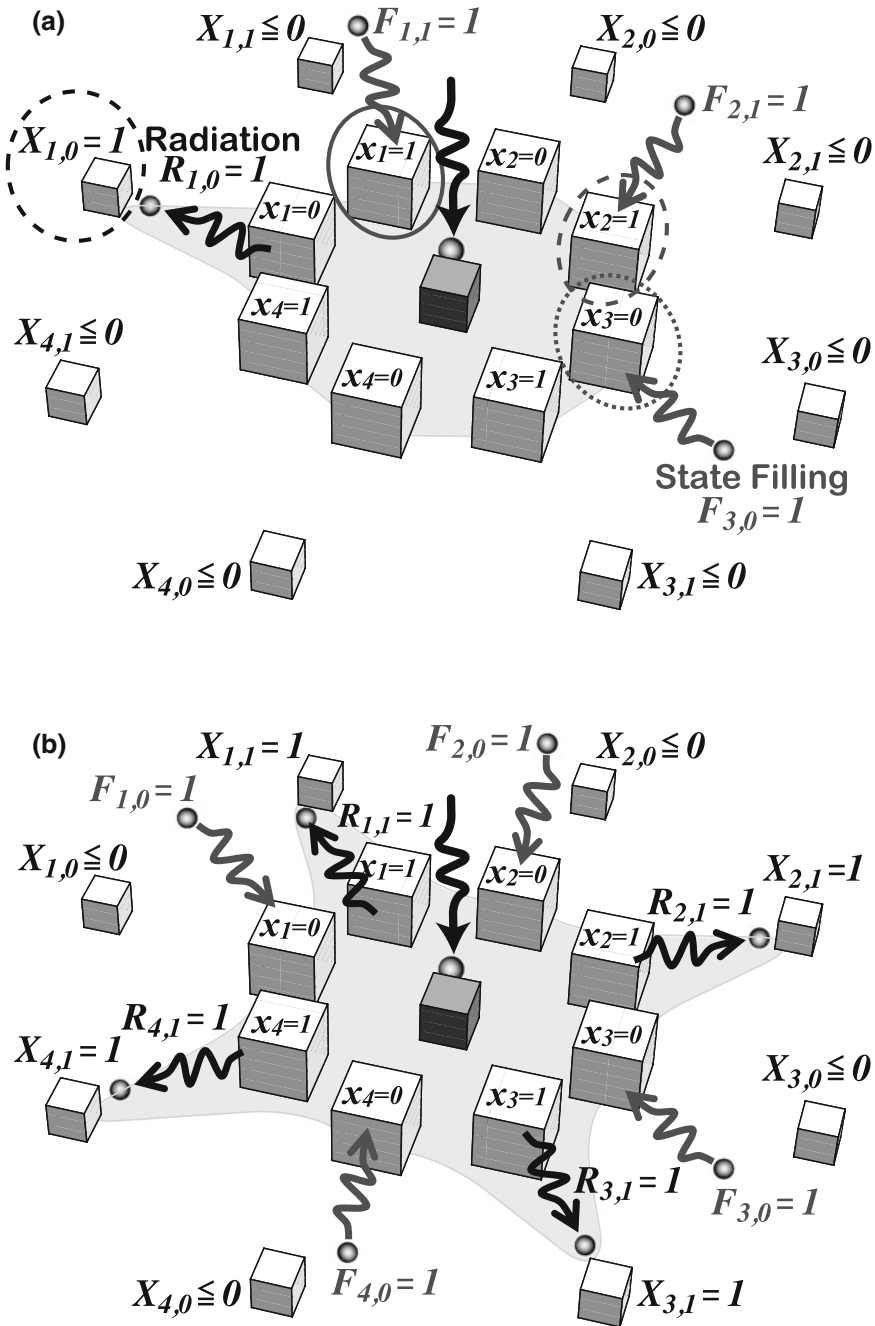 (a)
X1,1 ≦ 0
F1,1 = 1
X2,0 ≦ 0
F2,1 = 1
X1,0 = 1
Radiation
R1,0 = 1
x1=1
x2=0
X2,1 ≦ 0
x1=0
x2=1
x4=1
x3=0
X4,1 ≦ 0
x4=0
x3=1
X3,0 ≦ 0
State Filling
F3,0 = 1
X4,0 ≦ 0
X3,1 ≦ 0
(b)
X1,1 = 1
F2,0 = 1
X2,0 ≦ 0
F1,0 = 1
R1,1 = 1
X1,0 ≦ 0
x1=1
x2=0
X2,1 = 1
R2,1 = 1
x1=0
x2=1
R4,1 = 1
x4=1
x3=0
X4,1 = 1
x4=0
x3=1
X3,0 ≦ 0
R3,1 = 1
F3,0 = 1
X4,0 ≦ 0
F4,0 = 1
X3,1 = 1